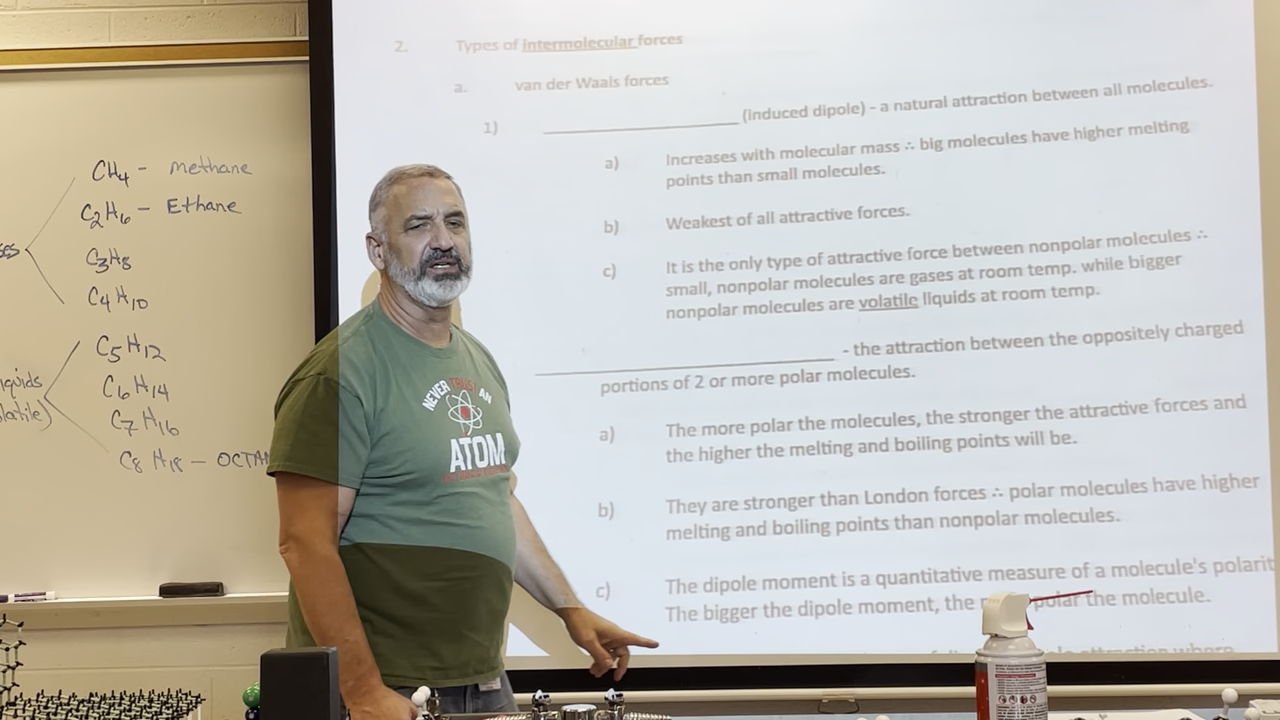 CH4 - methane
C2H6 - Ethane
C3H8
C4H10
C5H12
C6H14
C7H16
C8 H18 - OCTAN
2. Types of intermolecular forces
a. van der Waals forces
1) ____________ (induced dipole) - a natural attraction between all molecules.
a) Increases with molecular mass ∴ big molecules have higher melting
points than small molecules.
b) Weakest of all attractive forces.
c) It is the only type of attractive force between nonpolar molecules ∴
small, nonpolar molecules are gases at room temp. while bigger
nonpolar molecules are volatile liquids at room temp.
____________ - the attraction between the oppositely charged
portions of 2 or more polar molecules.
a) The more polar the molecules, the stronger the attractive forces and
the higher the melting and boiling points will be.
b) They are stronger than London forces ∴ polar molecules have higher
melting and boiling points than nonpolar molecules.
c) The dipole moment is a quantitative measure of a molecule's polarit
The bigger the dipole moment, the polar the molecule.
NEVER TRUST AN
ATOM